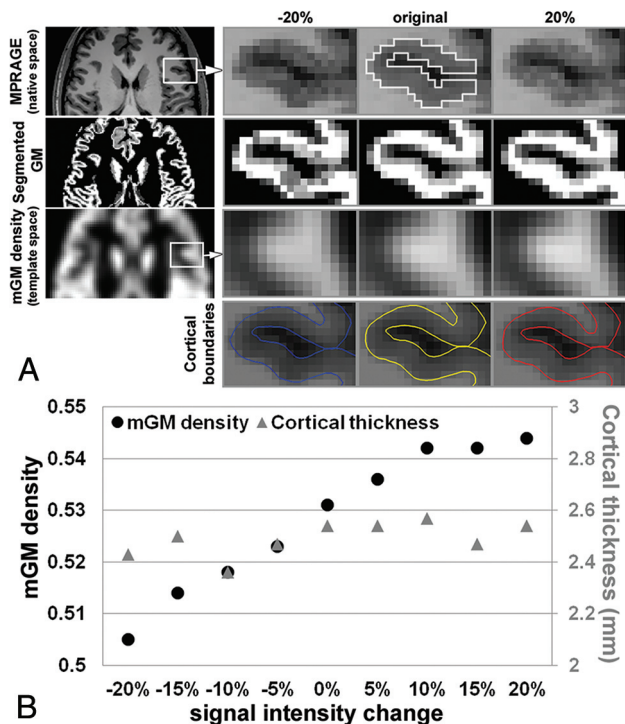 -20% original 20%
MPRAGE
(native space)
Segmented
GM
mGM density
(template space)
Cortical
boundaries
A
mGM density Cortical thickness
0.55
0.54
0.53
0.52
0.51
0.5
mGM density
3
2.8
2.6
2.4
2.2
2
Cortical thickness (mm)
-20% -15% -10% -5% 0% 5% 10% 15% 20%
signal intensity change
B